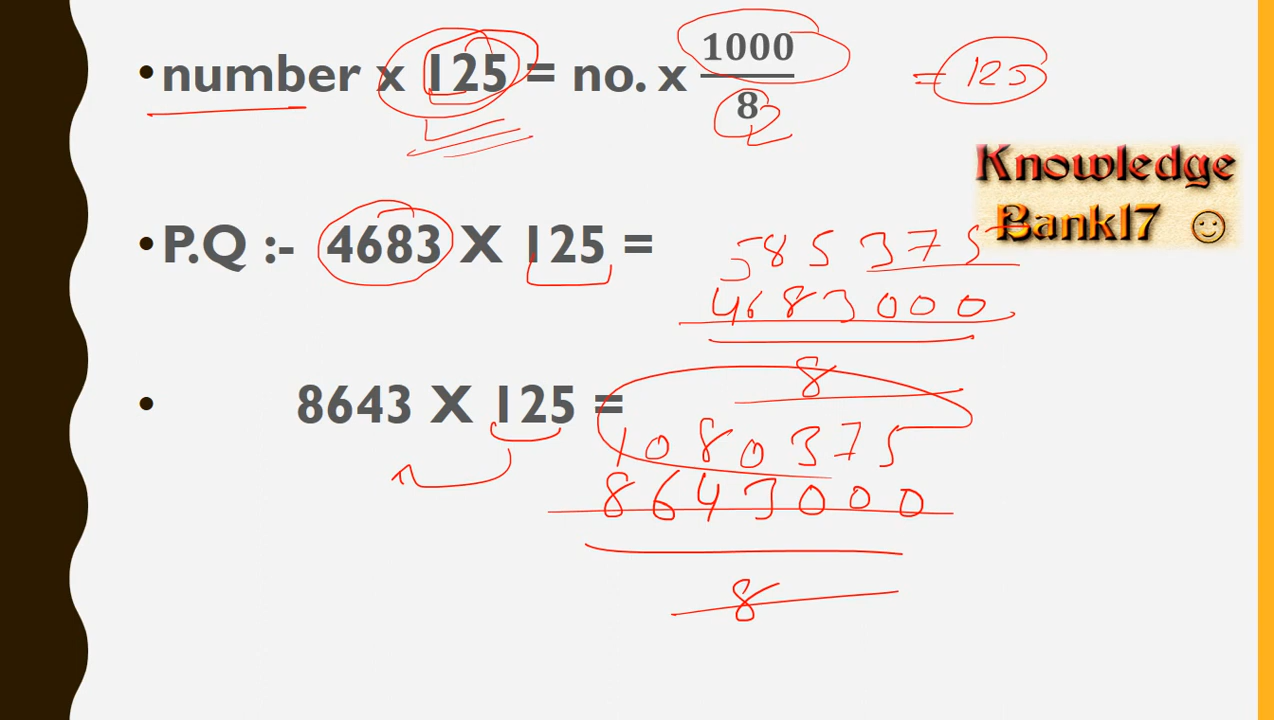 •number x 125 = no. x 1000/8 = 125
Knowledge
Bank17 ☺
•P.Q :- 4683 X 125 =
585375
4683000
8
• 8643 X 125 =
1080375
8643000
8